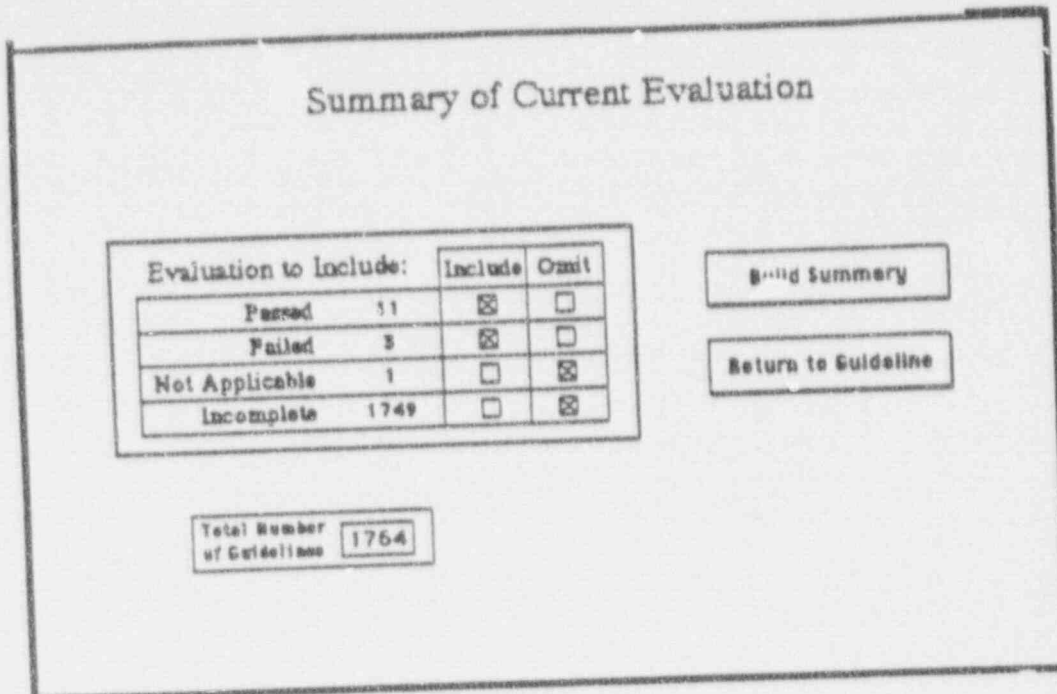 Summary of Current Evaluation
Evaluation to Include: Include Omit
Passed 11 ☒ ☐
Failed 3 ☒ ☐
Not Applicable 1 ☐ ☒
Incomplete 1749 ☐ ☒
Build Summary
Return to Guideline
Total Number
of Guidelines 1764